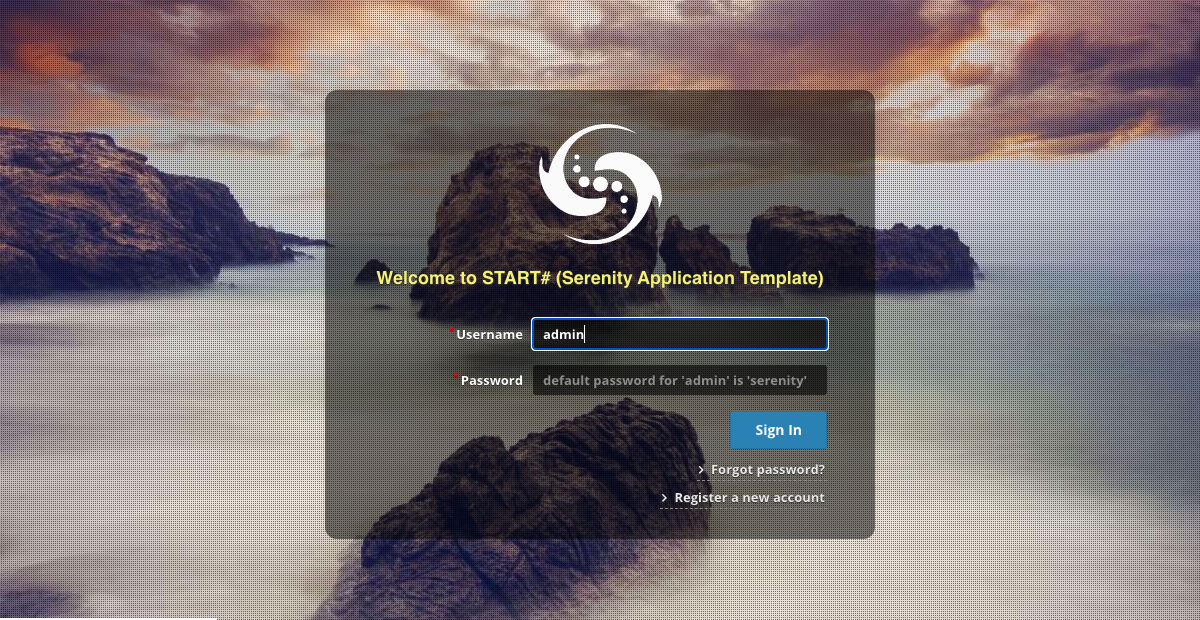 Welcome to START# (Serenity Application Template)
*Username admin
*Password default password for 'admin' is 'serenity'
Sign In
Forgot password?
Register a new account